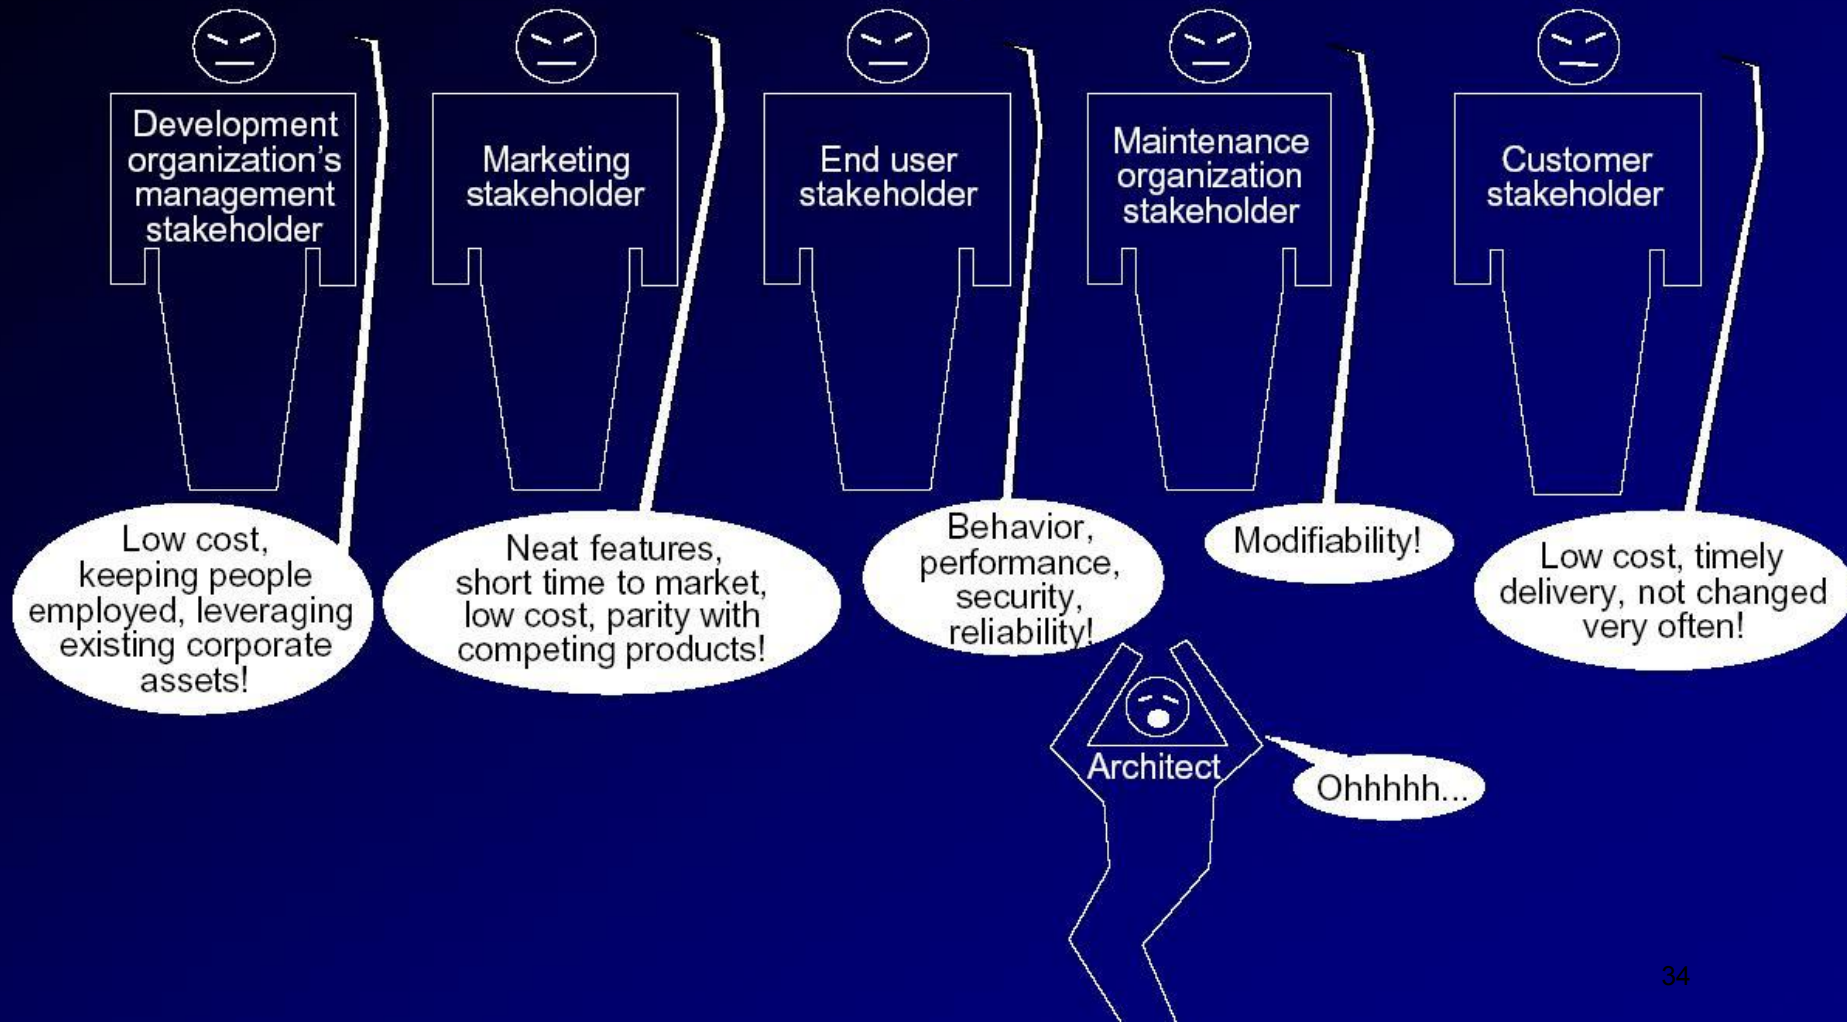 Development
organization’s
management
stakeholder
Marketing
stakeholder
End user
stakeholder
Maintenance
organization
stakeholder
Customer
stakeholder
Low cost,
keeping people
employed, leveraging
existing corporate
assets!
Neat features,
short time to market,
low cost, parity with
competing products!
Behavior,
performance,
security,
reliability!
Modifiability!
Low cost, timely
delivery, not changed
very often!
Architect
Ohhhhh...
34